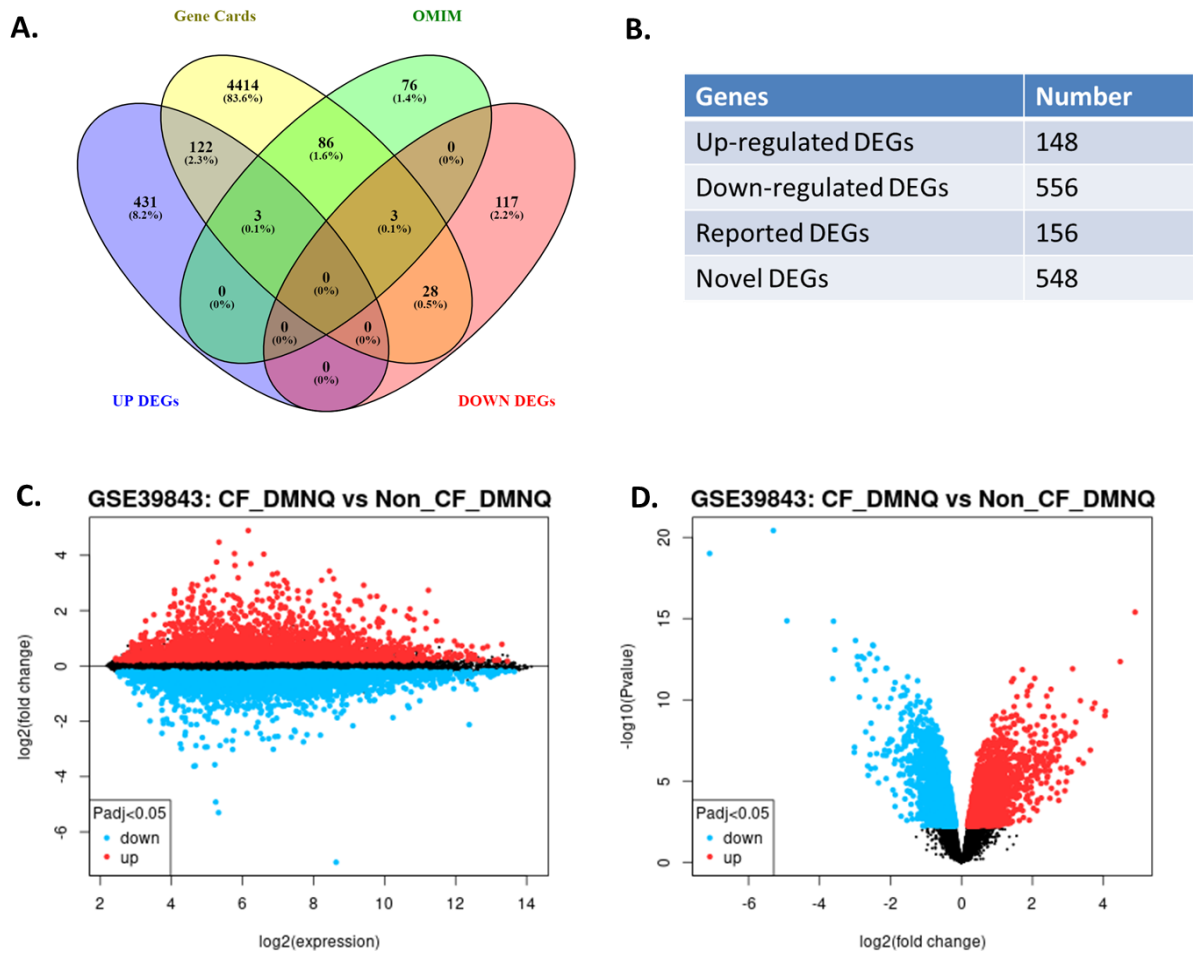 A.
Gene Cards
OMIM
4414
(83.6%)
76
(1.4%)
122
(2.3%)
86
(1.6%)
0
(0%)
431
(8.2%)
117
(2.2%)
3
(0.1%)
3
(0.1%)
0
(0%)
0
(0%)
28
(0.5%)
0
(0%)
0
(0%)
0
(0%)
UP DEGs
DOWN DEGs
B.
Genes Number
Up-regulated DEGs 148
Down-regulated DEGs 556
Reported DEGs 156
Novel DEGs 548
C.
GSE39843: CF_DMNQ vs Non_CF_DMNQ
log2(fold change)
4
2
0
-2
-4
-6
Padj<0.05
down
up
2 4 6 8 10 12 14
log2(expression)
D.
GSE39843: CF_DMNQ vs Non_CF_DMNQ
-log10(Pvalue)
20
15
10
5
0
Padj<0.05
down
up
-6 -4 -2 0 2 4
log2(fold change)